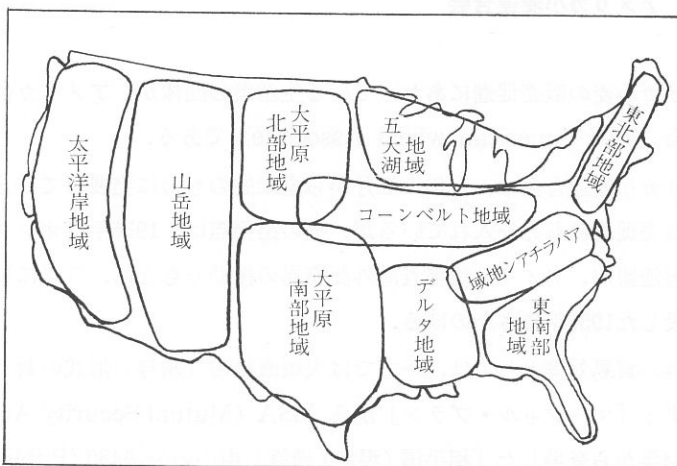 太平洋岸地域
山岳地域
大平原
北部地域
五大湖
地域
東北部地域
コーンベルト地域
域地ンアチラパア
大平原
南部地域
デルタ地域
東南部
地域